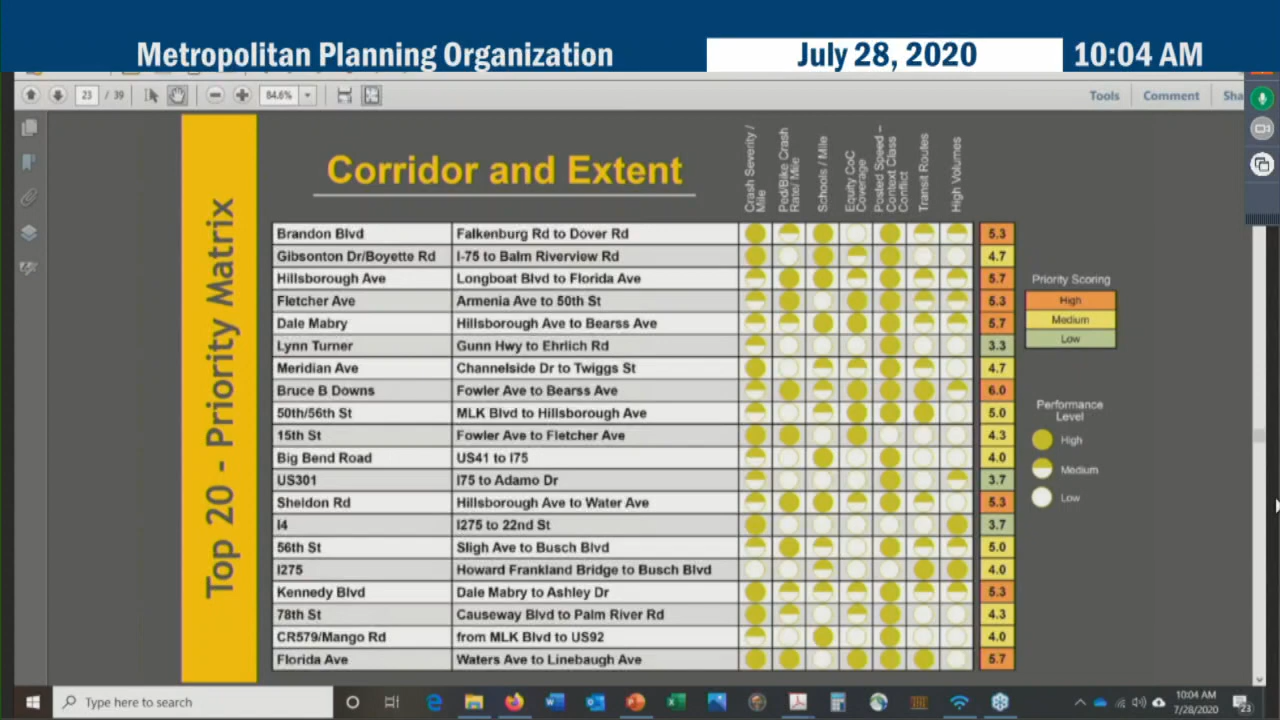 Metropolitan Planning Organization
July 28, 2020
10:04 AM
23 / 39
84.6%
Tools
Comment
Sha
Top 20 - Priority Matrix
Corridor and Extent
Crash Severity / Mile
Ped/Bike Crash Rate/ Mile
Schools / Mile
Equity CoC Coverage
Posted Speed – Context Class Conflict
Transit Routes
High Volumes
Brandon Blvd Falkenburg Rd to Dover Rd 5.3
Gibsonton Dr/Boyette Rd I-75 to Balm Riverview Rd 4.7
Hillsborough Ave Longboat Blvd to Florida Ave 5.7
Fletcher Ave Armenia Ave to 50th St 5.3
Dale Mabry Hillsborough Ave to Bearss Ave 5.7
Lynn Turner Gunn Hwy to Ehrlich Rd 3.3
Meridian Ave Channelside Dr to Twiggs St 4.7
Bruce B Downs Fowler Ave to Bearss Ave 6.0
50th/56th St MLK Blvd to Hillsborough Ave 5.0
15th St Fowler Ave to Fletcher Ave 4.3
Big Bend Road US41 to I75 4.0
US301 I75 to Adamo Dr 3.7
Sheldon Rd Hillsborough Ave to Water Ave 5.3
I4 I275 to 22nd St 3.7
56th St Sligh Ave to Busch Blvd 5.0
I275 Howard Frankland Bridge to Busch Blvd 4.0
Kennedy Blvd Dale Mabry to Ashley Dr 5.3
78th St Causeway Blvd to Palm River Rd 4.3
CR579/Mango Rd from MLK Blvd to US92 4.0
Florida Ave Waters Ave to Linebaugh Ave 5.7
Priority Scoring
High
Medium
Low
Performance
Level
High
Medium
Low
Type here to search
10:04 AM
7/28/2020
23